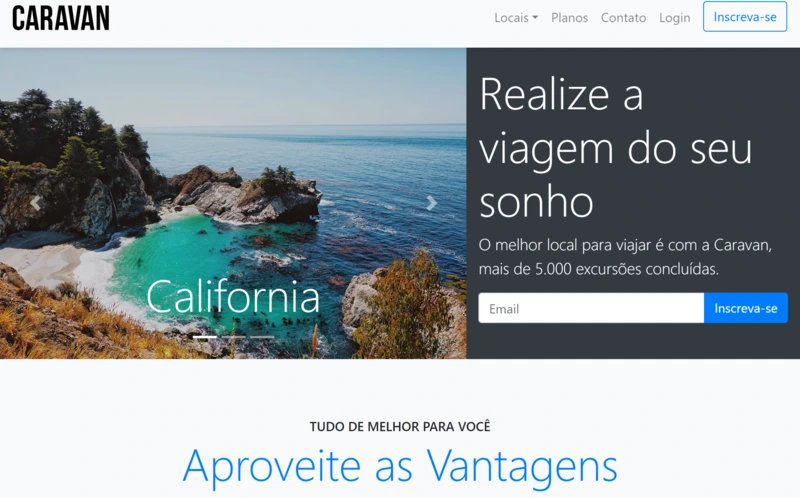 CARAVAN
Locais
Planos
Contato
Login
Inscreva-se
California
Realize a
viagem do seu
sonho
O melhor local para viajar é com a Caravan,
mais de 5.000 excursões concluídas.
Email
Inscreva-se
TUDO DE MELHOR PARA VOCÊ
Aproveite as Vantagens